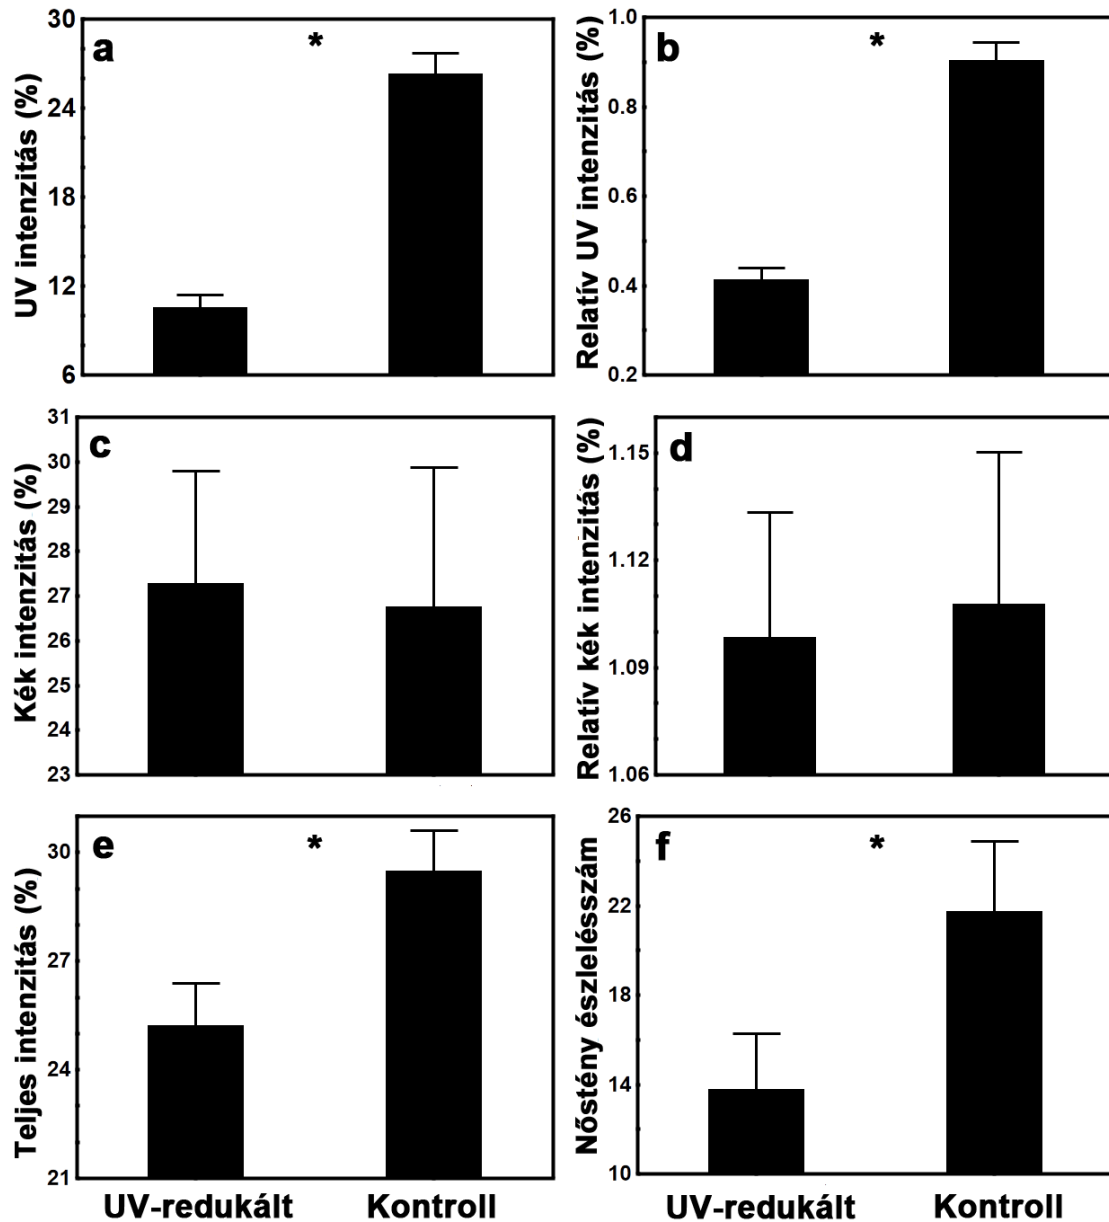 a
*
UV intenzitás (%)
30
24
18
12
6
b
*
Relatív UV intenzitás (%)
1.0
0.8
0.6
0.4
0.2
c
Kék intenzitás (%)
31
30
29
28
27
26
25
24
23
d
Relatív kék intenzitás (%)
1.15
1.12
1.09
1.06
e
*
Teljes intenzitás (%)
30
27
24
21
f
*
Nőstény észlelésszám
26
22
18
14
10
UV-redukált Kontroll
UV-redukált Kontroll